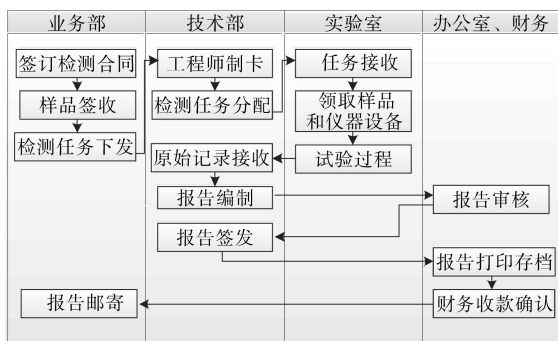 业务部
技术部
实验室
办公室、财务
签订检测合同
工程师制卡
任务接收
样品签收
检测任务分配
领取样品
和仪器设备
检测任务下发
原始记录接收
试验过程
报告编制
报告审核
报告签发
报告打印存档
报告邮寄
财务收款确认